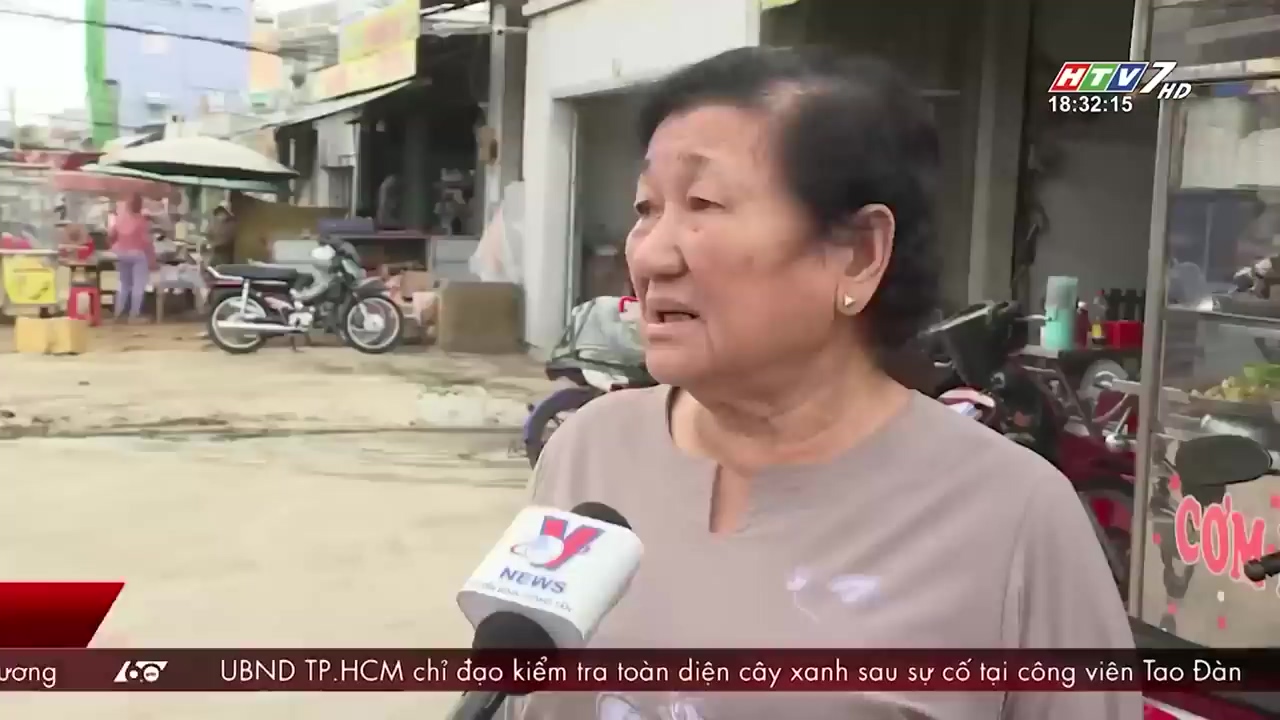 HTV7 HD
18:32:15
NEWS
CƠM
ương 60 UBND TP.HCM chỉ đạo kiểm tra toàn diện cây xanh sau sự cố tại công viên Tao Đàn